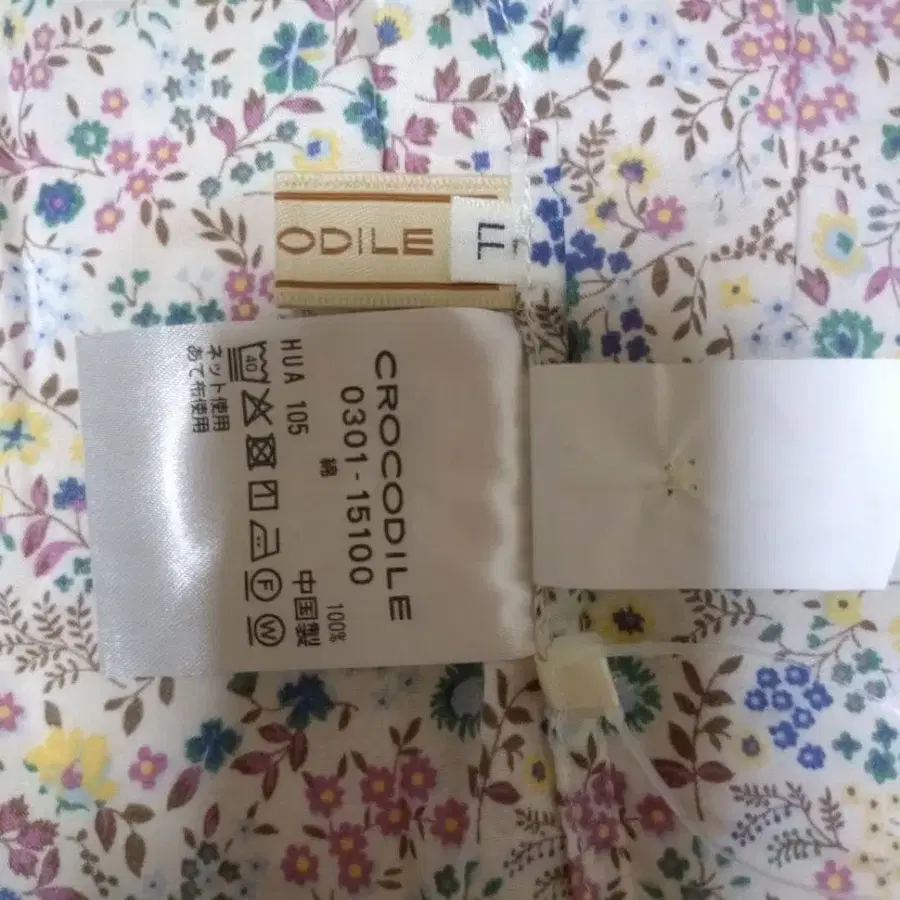 ODILE
LL
CROCODILE
0301-15100
綿 100%
HUA 105
中国製
40
F
W
ネット使用
あて布使用